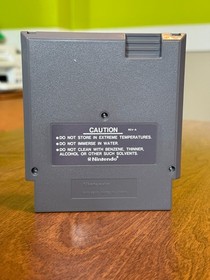 CAUTION
REV-A
•DO NOT STORE IN EXTREME TEMPERATURES.
•DO NOT IMMERSE IN WATER.
•DO NOT CLEAN WITH BENZENE, THINNER,
ALCOHOL OR OTHER SUCH SOLVENTS.
Nintendo®